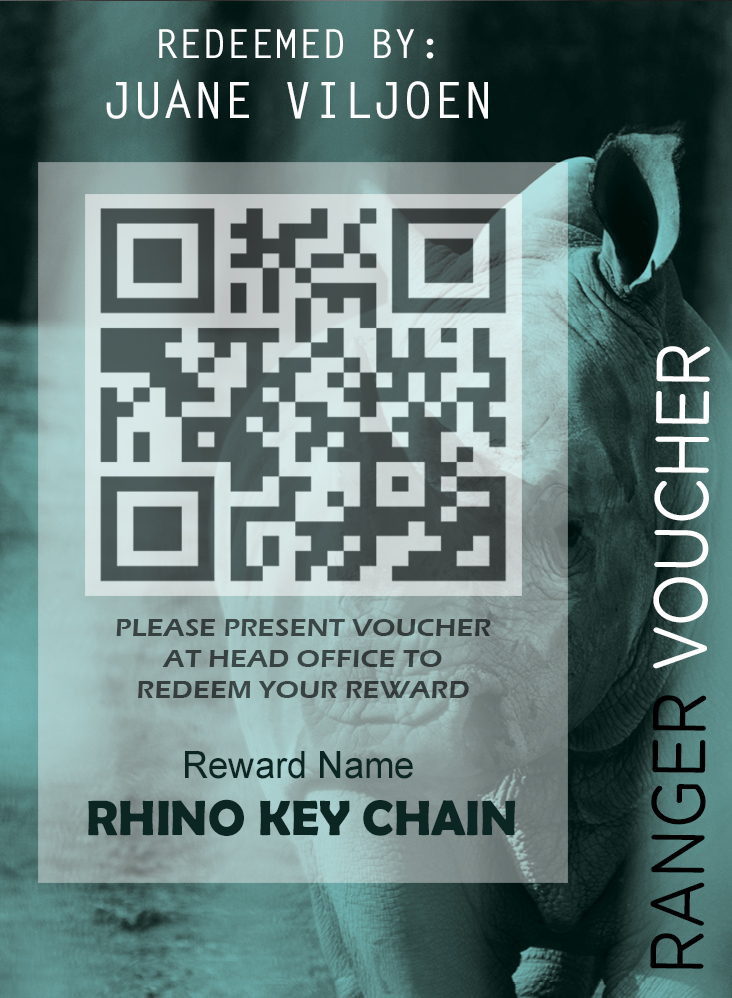 REDEEMED BY:
JUANE VILJOEN
PLEASE PRESENT VOUCHER
AT HEAD OFFICE TO
REDEEM YOUR REWARD
Reward Name
RHINO KEY CHAIN
RANGER VOUCHER